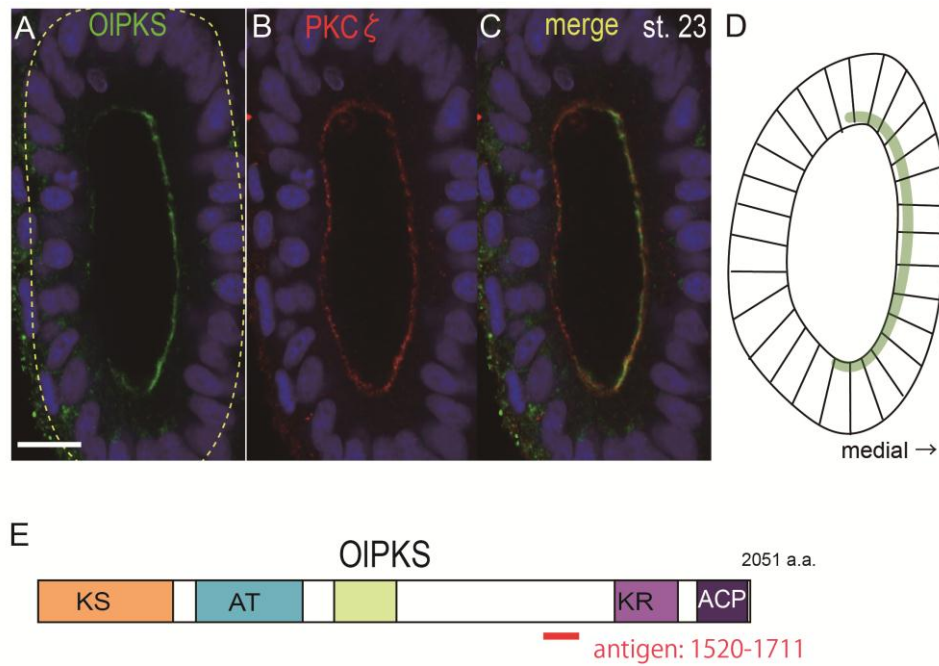 A OlPKS
B PKC ζ
C merge st. 23
D
medial →
E
OlPKS
2051 a.a.
KS AT KR ACP
antigen: 1520-1711